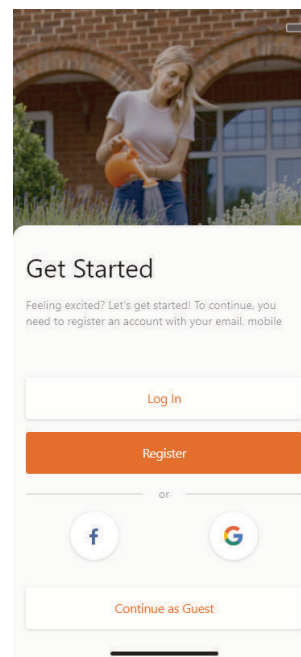 Get Started
Feeling excited? Let's get started! To continue, you
need to register an account with your email, mobile
Log In
Register
or
Continue as Guest